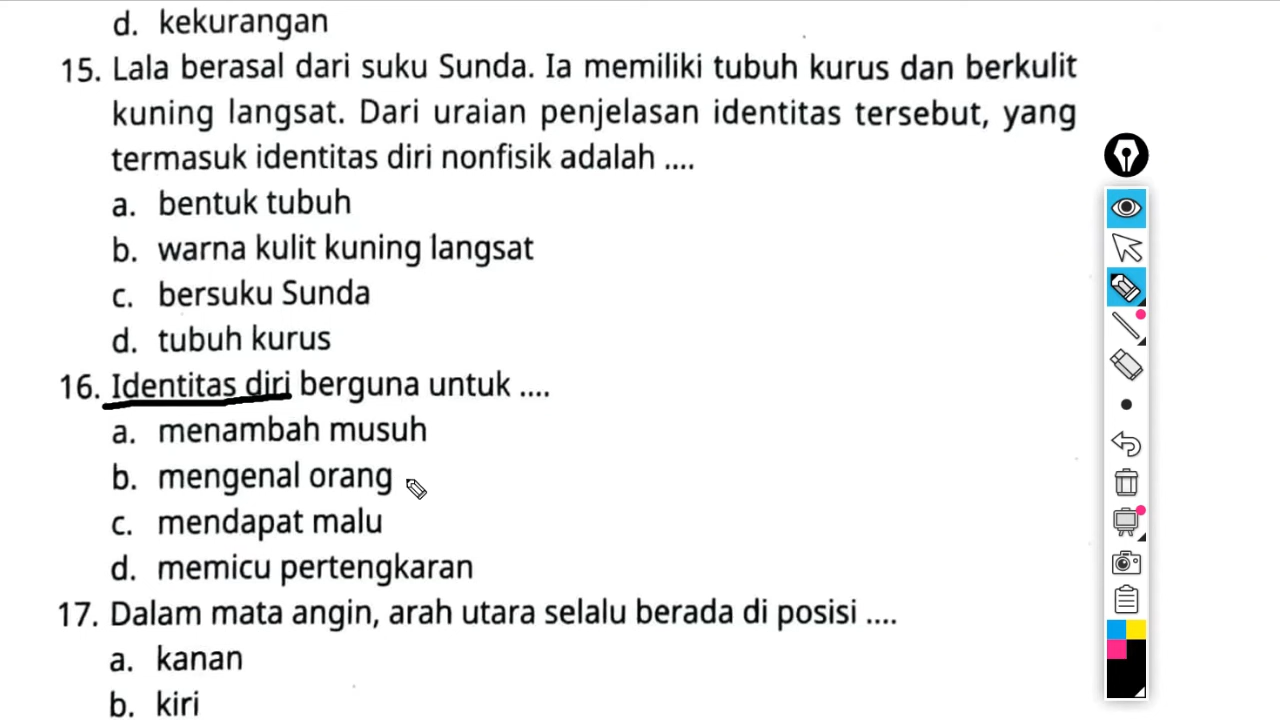 d. kekurangan
15. Lala berasal dari suku Sunda. Ia memiliki tubuh kurus dan berkulit
kuning langsat. Dari uraian penjelasan identitas tersebut, yang
termasuk identitas diri nonfisik adalah ....
a. bentuk tubuh
b. warna kulit kuning langsat
c. bersuku Sunda
d. tubuh kurus
16. Identitas diri berguna untuk ....
a. menambah musuh
b. mengenal orang
c. mendapat malu
d. memicu pertengkaran
17. Dalam mata angin, arah utara selalu berada di posisi ....
a. kanan
b. kiri